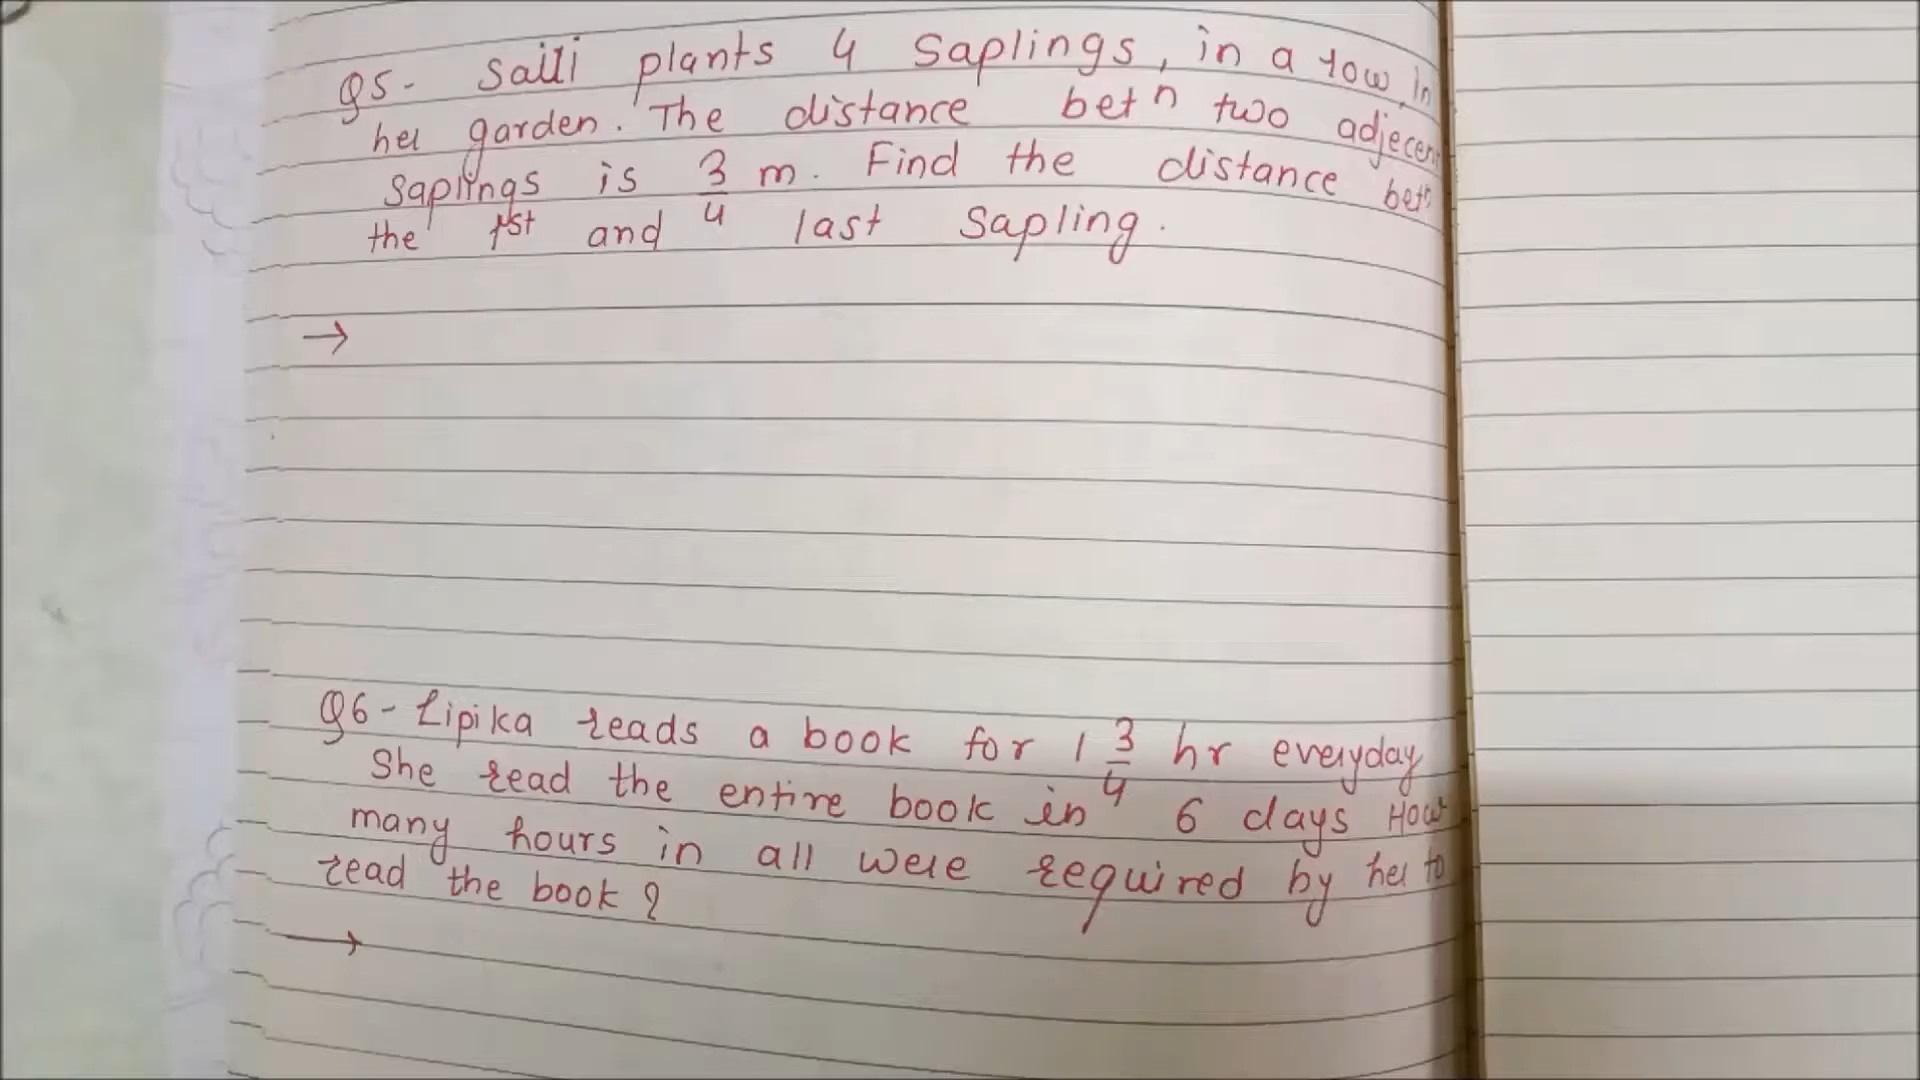 Q5- Saili plants 4 Saplings, in a row, in
her garden. The distance betn two adjecent
Saplings is 3/4 m. Find the distance betn
the 1st and last Sapling.
→
Q6- Lipika reads a book for 1 3/4 hr everyday
She read the entire book in 6 days How
many hours in all were required by her to
read the book ?
→